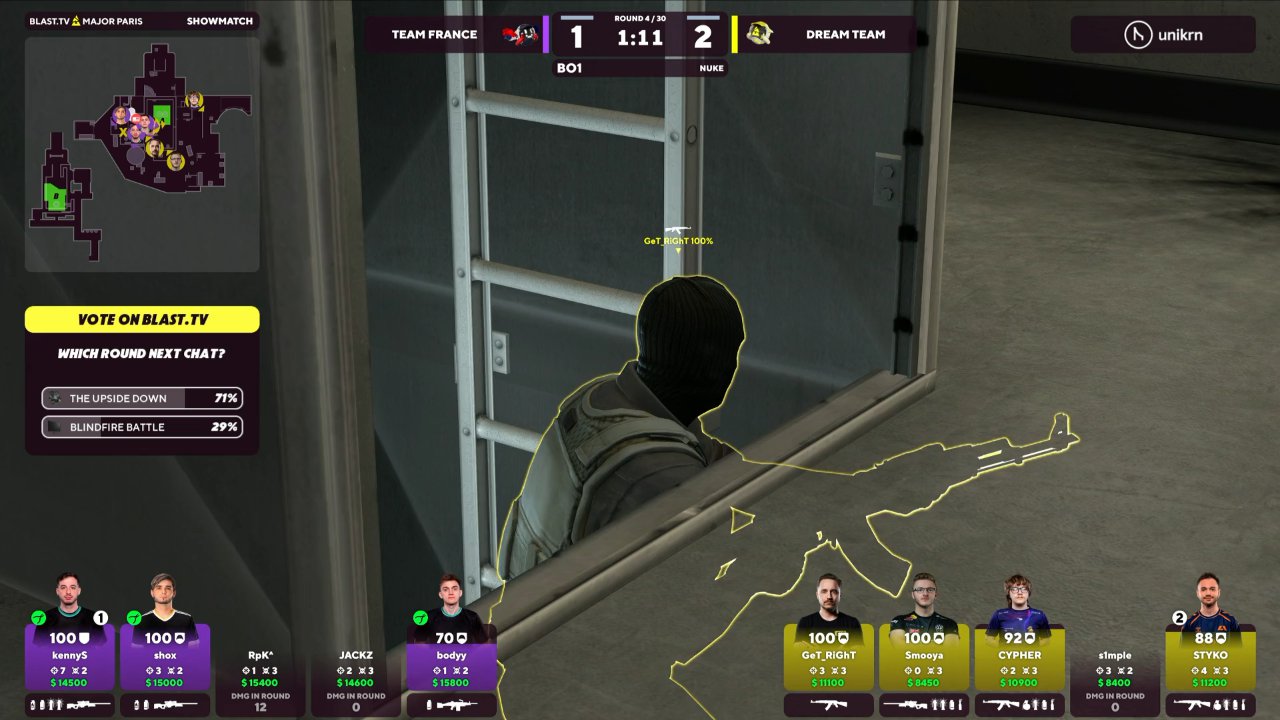 BLAST.TV MAJOR PARIS SHOWMATCH
TEAM FRANCE
1
ROUND 4 / 30
1:11
2
DREAM TEAM
BO1 NUKE
unikrn
GeT_RiGhT 100%
VOTE ON BLAST.TV
WHICH ROUND NEXT CHAT?
THE UPSIDE DOWN 71%
BLINDFIRE BATTLE 29%
1
100
kennyS
7 2
$14500
100
shox
3 2
$15000
RpK^
1 3
$15400
DMG IN ROUND
12
JACKZ
2 3
$14600
DMG IN ROUND
0
70
bodyy
1 2
$15800
100
GeT_RiGhT
3 3
$11100
100
Smooya
0 3
$8450
92
CYPHER
2 3
$10900
s1mple
3 2
$8400
DMG IN ROUND
0
2
88
STYKO
4 3
$11200